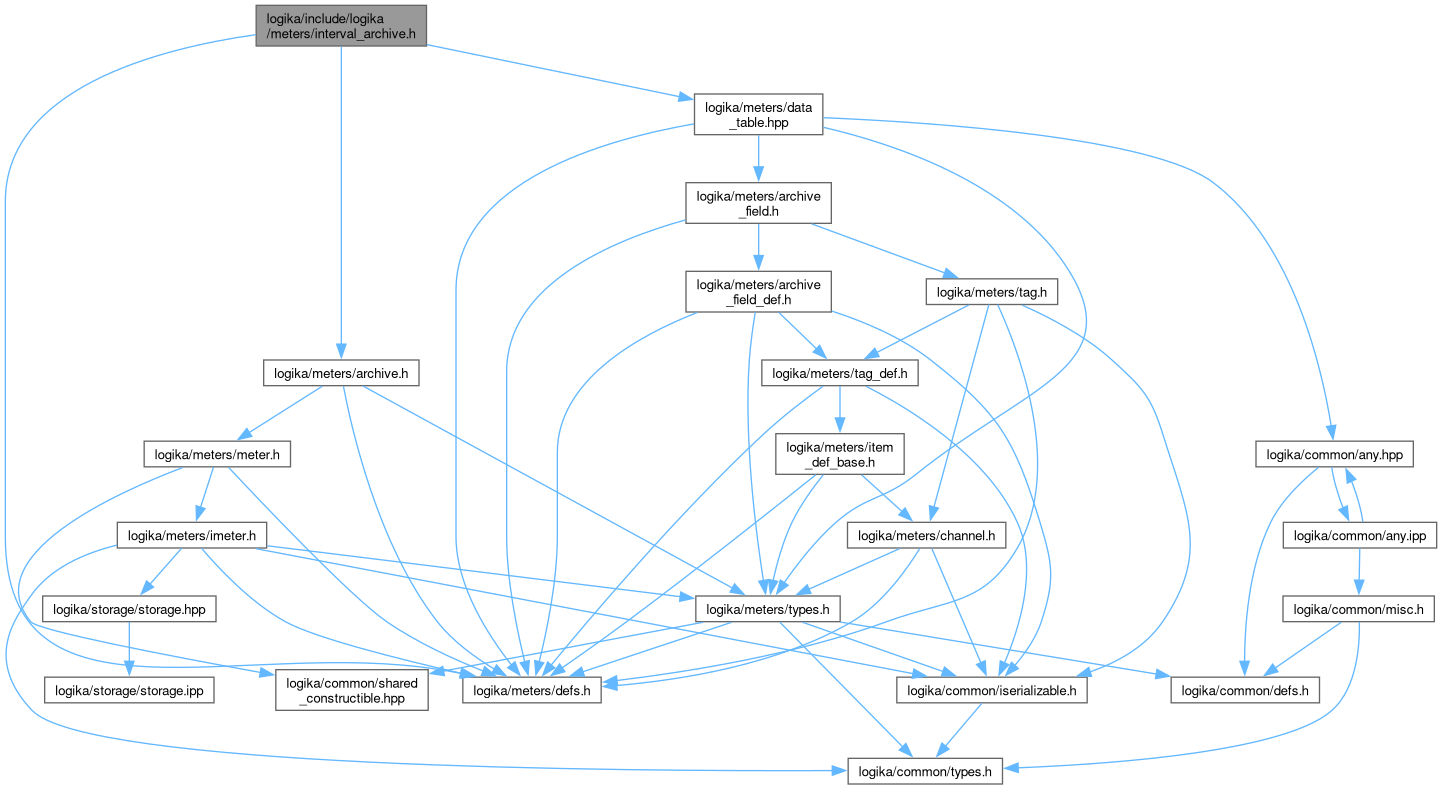 logika/include/logika
/meters/interval_archive.h
logika/meters/data
_table.hpp
logika/meters/archive
_field.h
logika/meters/archive
_field_def.h
logika/meters/tag.h
logika/meters/archive.h
logika/meters/tag_def.h
logika/meters/meter.h
logika/meters/item
_def_base.h
logika/common/any.hpp
logika/meters/imeter.h
logika/meters/channel.h
logika/common/any.ipp
logika/storage/storage.hpp
logika/meters/types.h
logika/common/misc.h
logika/storage/storage.ipp
logika/common/shared
_constructible.hpp
logika/meters/defs.h
logika/common/iserializable.h
logika/common/defs.h
logika/common/types.h